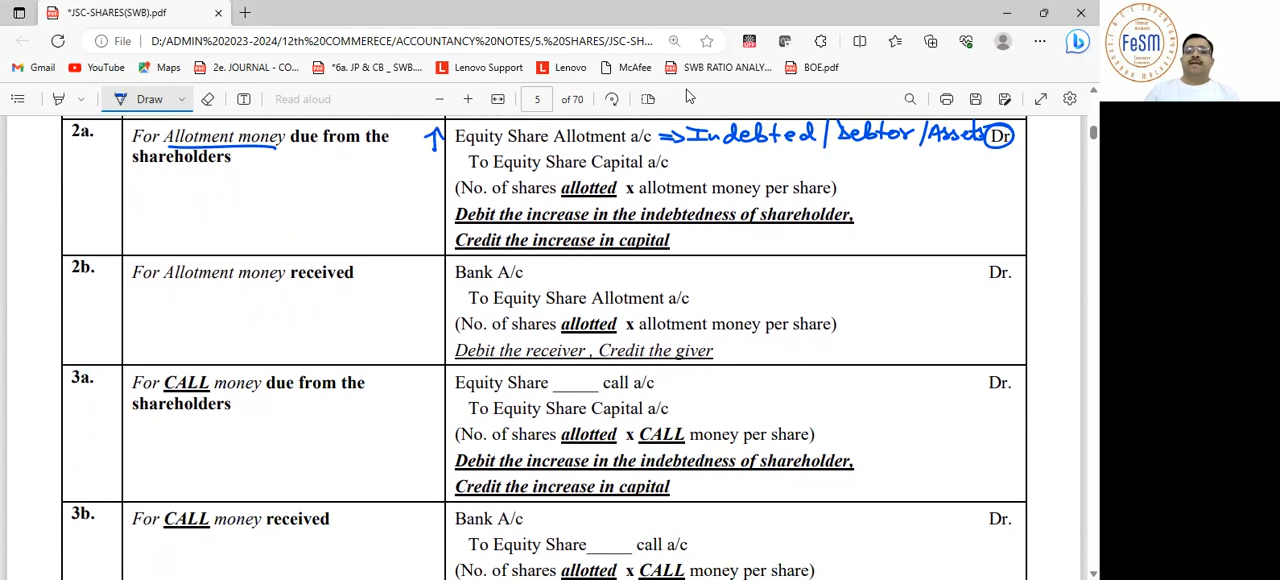 *JSC-SHARES(SWB).pdf
File D:/ADMIN%202023-2024/12th%20COMMERECE/ACCOUNTANCE%20NOTES/5.%20SHARES/JSC-SH...
Gmail YouTube Maps 2e. JOURNAL - CO... *6a. JP & CB _ SWB.... Lenovo Support Lenovo McAfee SWB RATIO ANALY... BOE.pdf
Draw Read aloud 5 of 70
FeSM
2a. For Allotment money due from the
shareholders
Equity Share Allotment a/c => Indebted/Debtor/Assets Dr
To Equity Share Capital a/c
(No. of shares allotted x allotment money per share)
Debit the increase in the indebtedness of shareholder,
Credit the increase in capital
2b. For Allotment money received
Bank A/c Dr.
To Equity Share Allotment a/c
(No. of shares allotted x allotment money per share)
Debit the receiver , Credit the giver
3a. For CALL money due from the
shareholders
Equity Share _____ call a/c Dr.
To Equity Share Capital a/c
(No. of shares allotted x CALL money per share)
Debit the increase in the indebtedness of shareholder,
Credit the increase in capital
3b. For CALL money received
Bank A/c Dr.
To Equity Share_____ call a/c
(No. of shares allotted x CALL money per share)